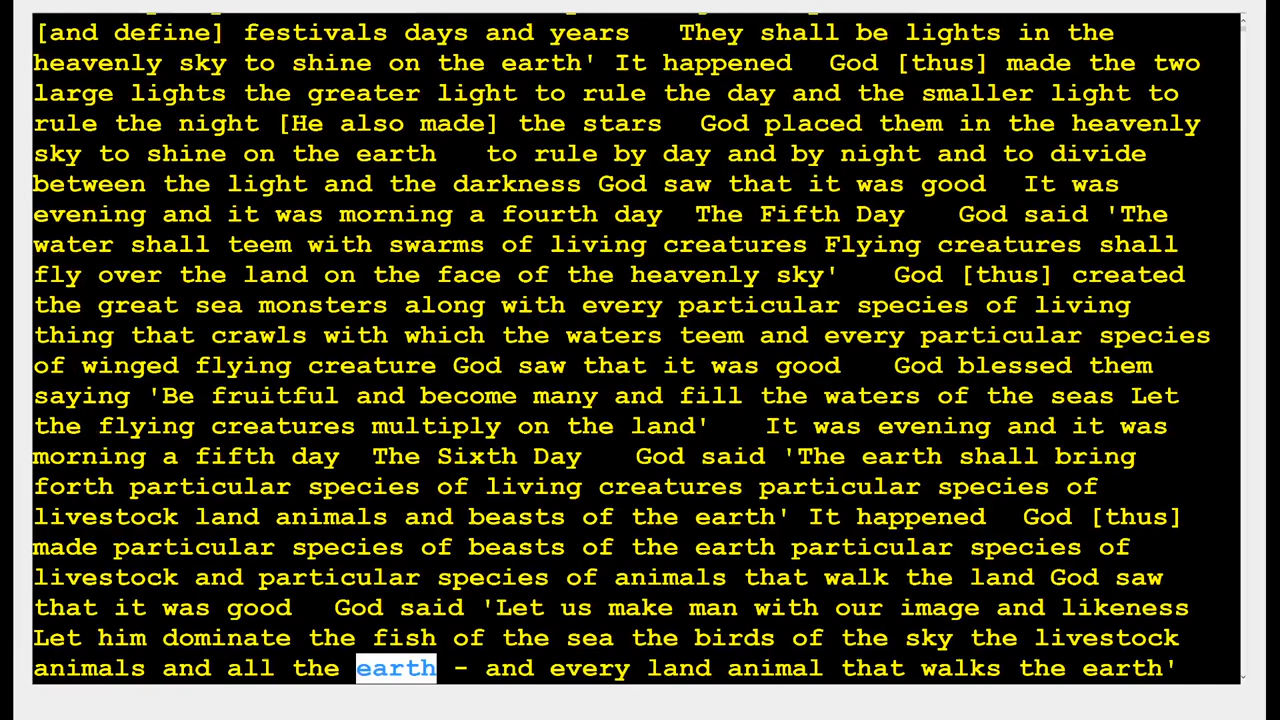 [and define] festivals days and years   They shall be lights in the
heavenly sky to shine on the earth' It happened   God [thus] made the two
large lights the greater light to rule the day and the smaller light to
rule the night [He also made] the stars   God placed them in the heavenly
sky to shine on the earth    to rule by day and by night and to divide
between the light and the darkness God saw that it was good   It was
evening and it was morning a fourth day   The Fifth Day    God said 'The
water shall teem with swarms of living creatures Flying creatures shall
fly over the land on the face of the heavenly sky'    God [thus] created
the great sea monsters along with every particular species of living
thing that crawls with which the waters teem and every particular species
of winged flying creature God saw that it was good    God blessed them
saying 'Be fruitful and become many and fill the waters of the seas Let
the flying creatures multiply on the land'    It was evening and it was
morning a fifth day   The Sixth Day    God said 'The earth shall bring
forth particular species of living creatures particular species of
livestock land animals and beasts of the earth' It happened   God [thus]
made particular species of beasts of the earth particular species of
livestock and particular species of animals that walk the land God saw
that it was good   God said 'Let us make man with our image and likeness
Let him dominate the fish of the sea the birds of the sky the livestock
animals and all the earth - and every land animal that walks the earth'